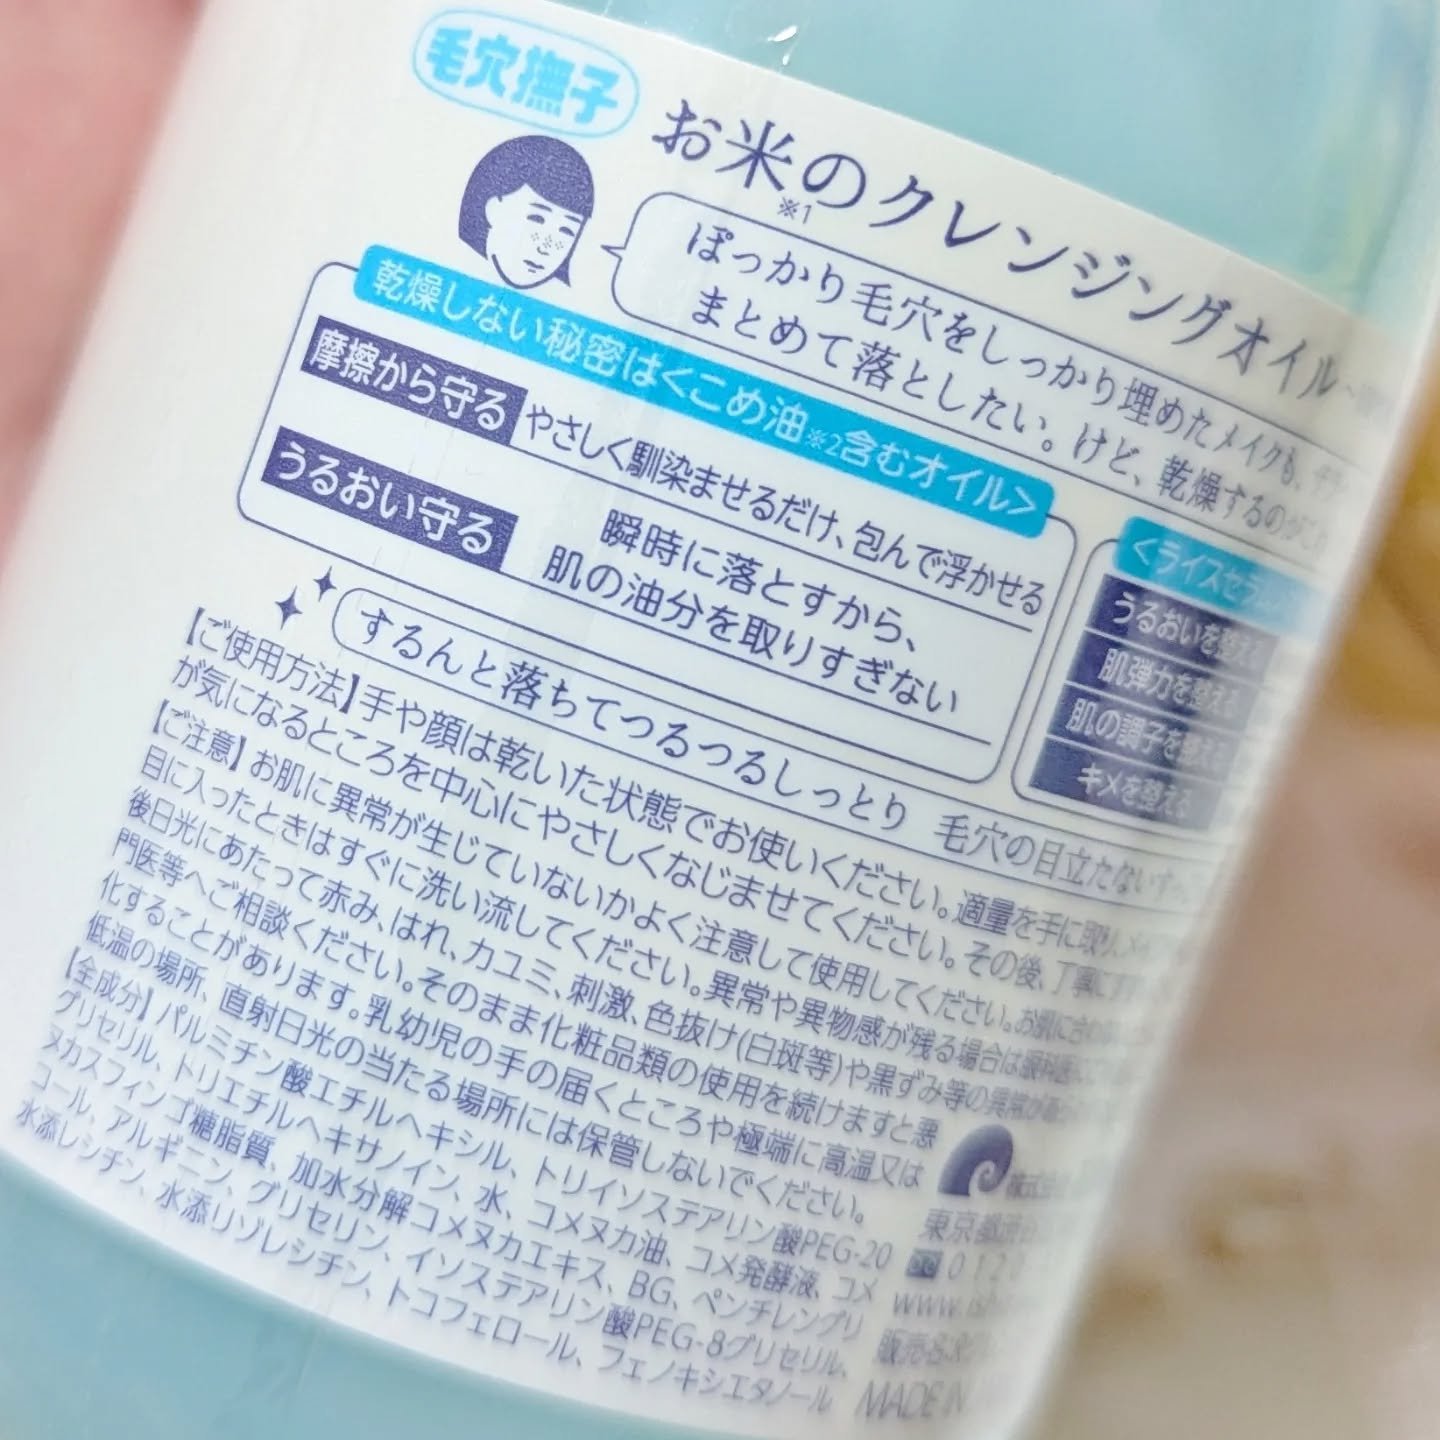 毛穴撫子
お米のクレンジングオイル
※1
ぽっかり毛穴をしっかり埋めたメイクも、
まとめて落としたい。けど、乾燥するのが
乾燥しない秘密は<こめ油※2含むオイル>
摩擦から守る
やさしく馴染ませるだけ、包んで浮かせる
うるおい守る
瞬時に落とすから、
肌の油分を取りすぎない
<ライスセラム
うるおいを整える
肌弾力を整える
肌の調子を整える
キメを整える
するんと落ちてつるつるしっとり 毛穴の目立たない
【ご使用方法】手や顔は乾いた状態でお使いください。適量を手に取り、
が気になるところを中心にやさしくなじませてください。その後、丁寧に
【ご注意】お肌に異常が生じていないかよく注意して使用してください。お肌に合わ
目に入ったときはすぐに洗い流してください。異常や異物感が残る場合は眼科医に
後日光にあたって赤み、はれ、カユミ、刺激、色抜け(白斑等)や黒ずみ等の異常が
門医等へご相談ください。そのまま化粧品類の使用を続けますと悪
化することがあります。乳幼児の手の届くところや極端に高温又は
低温の場所、直射日光の当たる場所には保管しないでください。
【全成分】パルミチン酸エチルヘキシル、トリイソステアリン酸PEG-20
グリセリル、トリエチルヘキサノイン、水、コメヌカ油、コメ発酵液、コメ
ヌカスフィンゴ糖脂質、加水分解コメヌカエキス、BG、ペンチレングリ
コール、アルギニン、グリセリン、イソステアリン酸PEG-8グリセリル、
水添レシチン、水添リゾレシチン、トコフェロール、フェノキシエタノール
株式会社
東京都
0120
www.
販売名
MADE IN